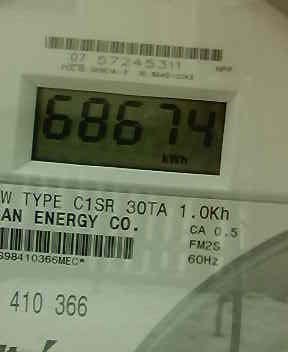 07 57245311
68674
kWh
W TYPE C1SR 30TA 1.0Kh
AN ENERGY CO.
CA 0.5
FM2S
S98410366MEC*
60Hz
410 366